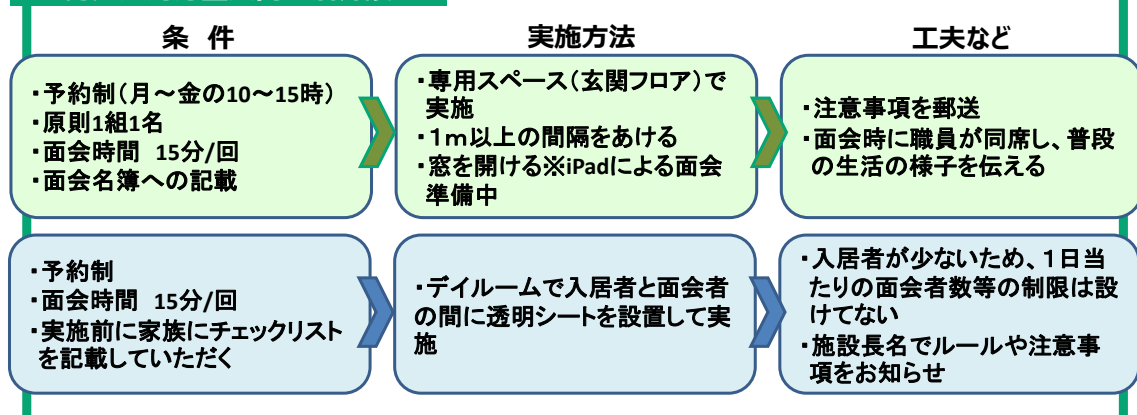 条 件
実施方法
工夫など
・予約制(月～金の10～15時)
・原則1組1名
・面会時間 15分/回
・面会名簿への記載
・専用スペース(玄関フロア)で
実施
・1ｍ以上の間隔をあける
・窓を開ける※iPadによる面会
準備中
・注意事項を郵送
・面会時に職員が同席し、普段
の生活の様子を伝える
・予約制
・面会時間 15分/回
・実施前に家族にチェックリスト
を記載していただく
・デイルームで入居者と面会者
の間に透明シートを設置して実
施
・入居者が少ないため、1日当
たりの面会者数等の制限は設
けてない
・施設長名でルールや注意事
項をお知らせ